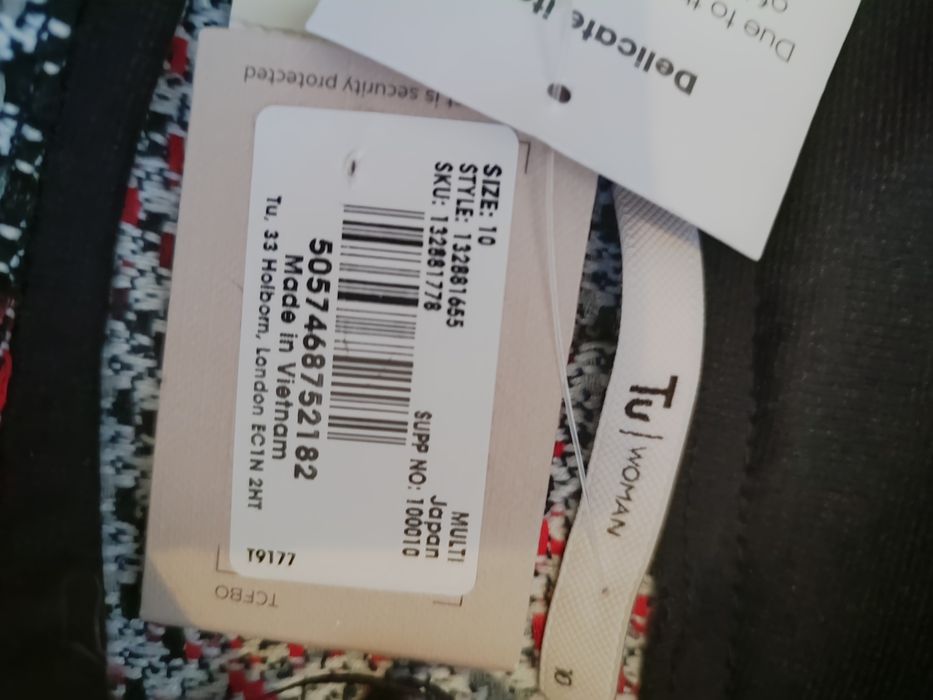 SIZE: 10
MULTI
STYLE: 132881655
Japan
SKU: 132881778
SUPP NO: 100010
5057468752182
Made in Vietnam
Tu, 33 Holborn, London EC1N 2HT
T9177
is security protected
TCFBO
Delicate
Due to
Tu | WOMAN
10